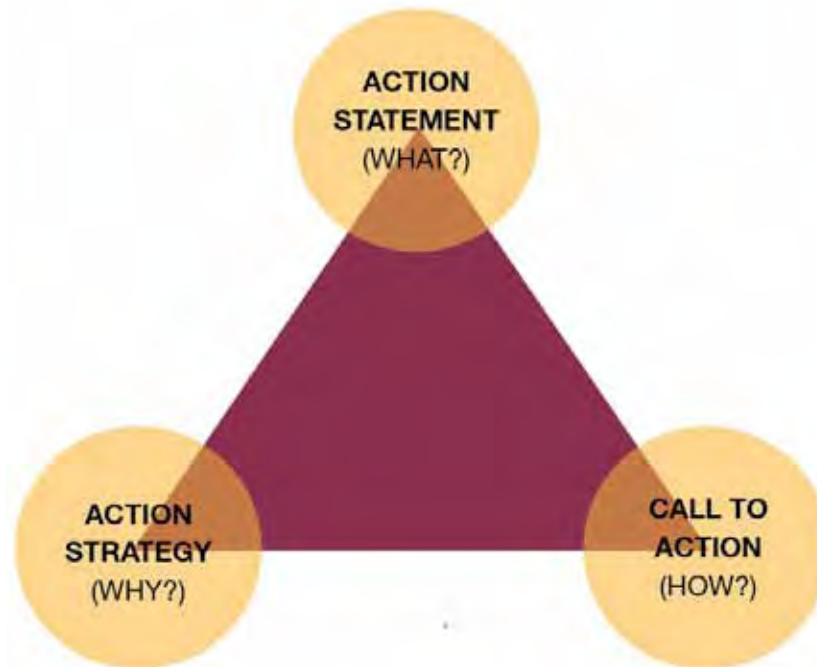 ACTION
STATEMENT
(WHAT?)
ACTION
STRATEGY
(WHY?)
CALL TO
ACTION
(HOW?)